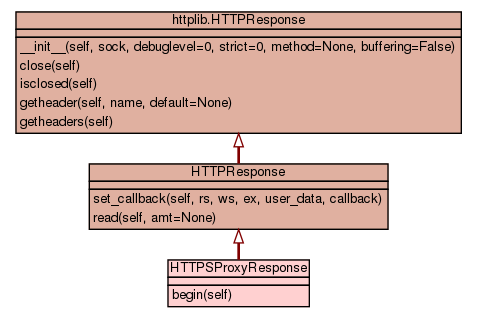 httplib.HTTPResponse
__init__(self, sock, debuglevel=0, strict=0, method=None, buffering=False)
close(self)
isclosed(self)
getheader(self, name, default=None)
getheaders(self)
HTTPResponse
set_callback(self, rs, ws, ex, user_data, callback)
read(self, amt=None)
HTTPSProxyResponse
begin(self)